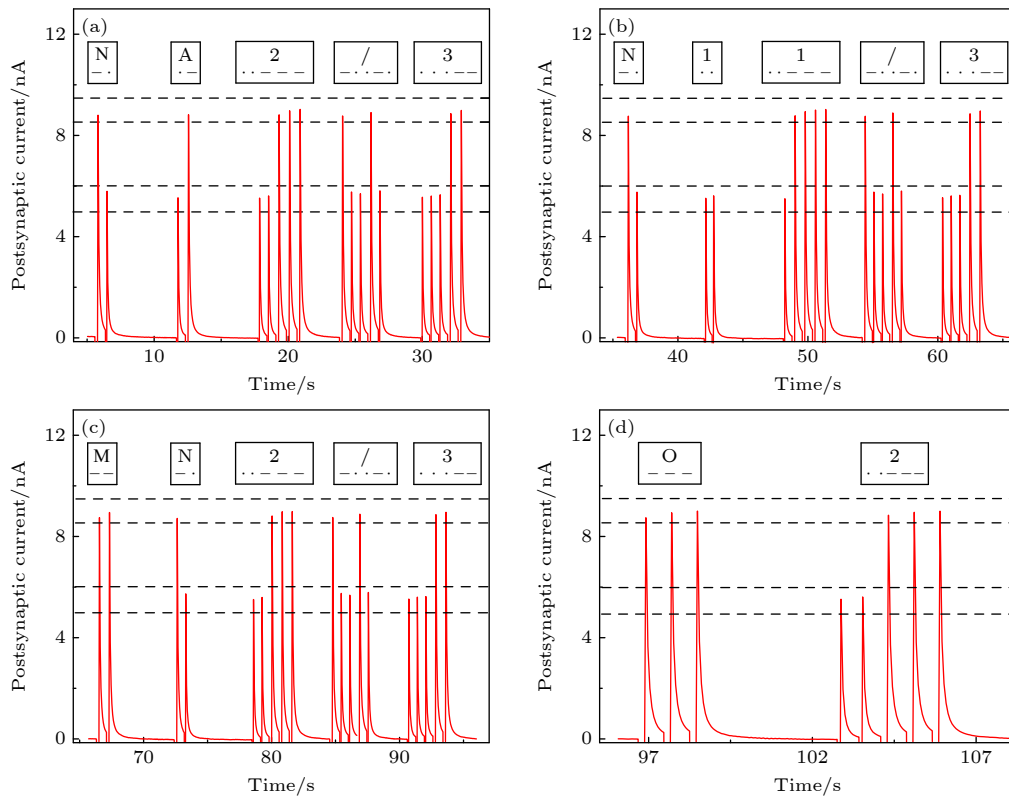 (a)
N A 2 / 3
—· ·— ··——— —··—· ···——
12
8
4
0
10 20 30
Time/s
Postsynaptic current/nA
(b)
N 1 1 / 3
—· ·· ·———— —··—· ···——
12
8
4
0
40 50 60
Time/s
Postsynaptic current/nA
(c)
M N 2 / 3
—— —· ··——— —··—· ···——
12
8
4
0
70 80 90
Time/s
Postsynaptic current/nA
(d)
O 2
——— ··———
12
8
4
0
97 102 107
Time/s
Postsynaptic current/nA